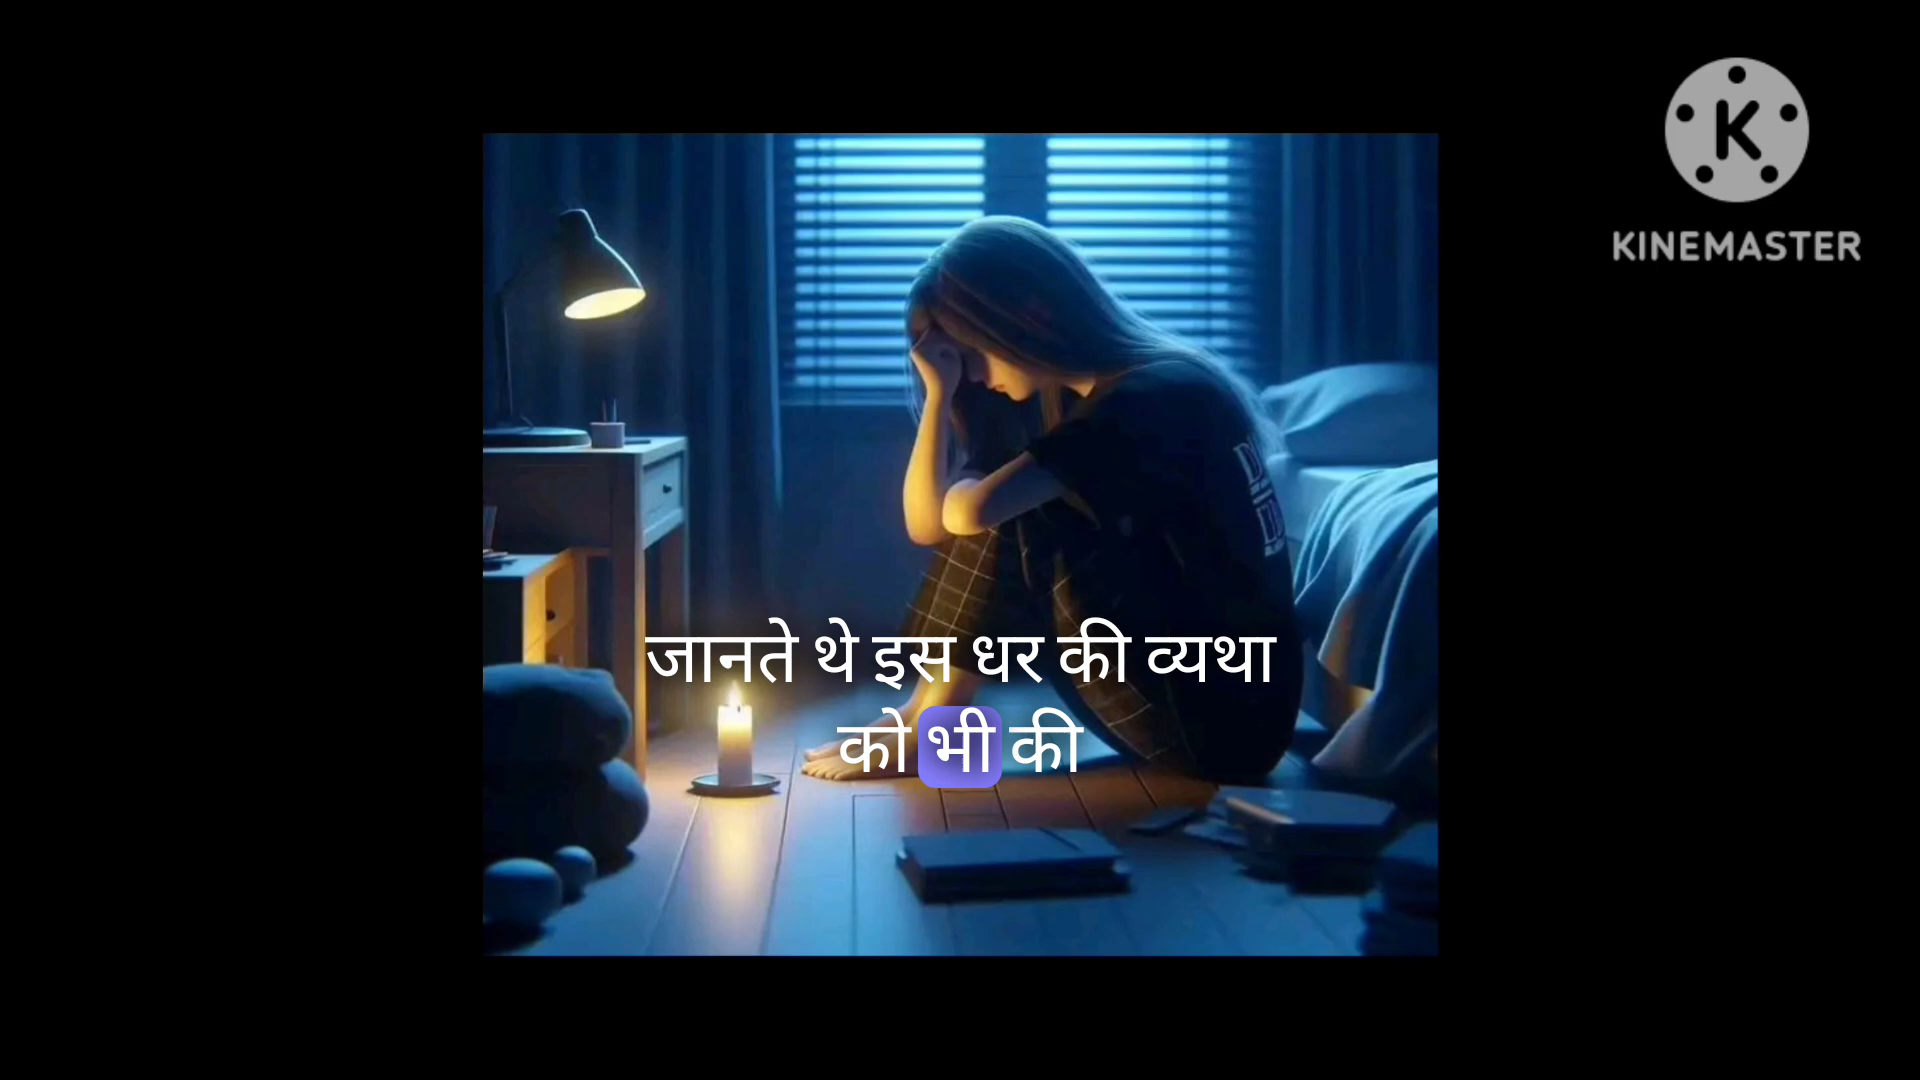 KINEMASTER
जानते थे इस धर की व्यथा
को भी की